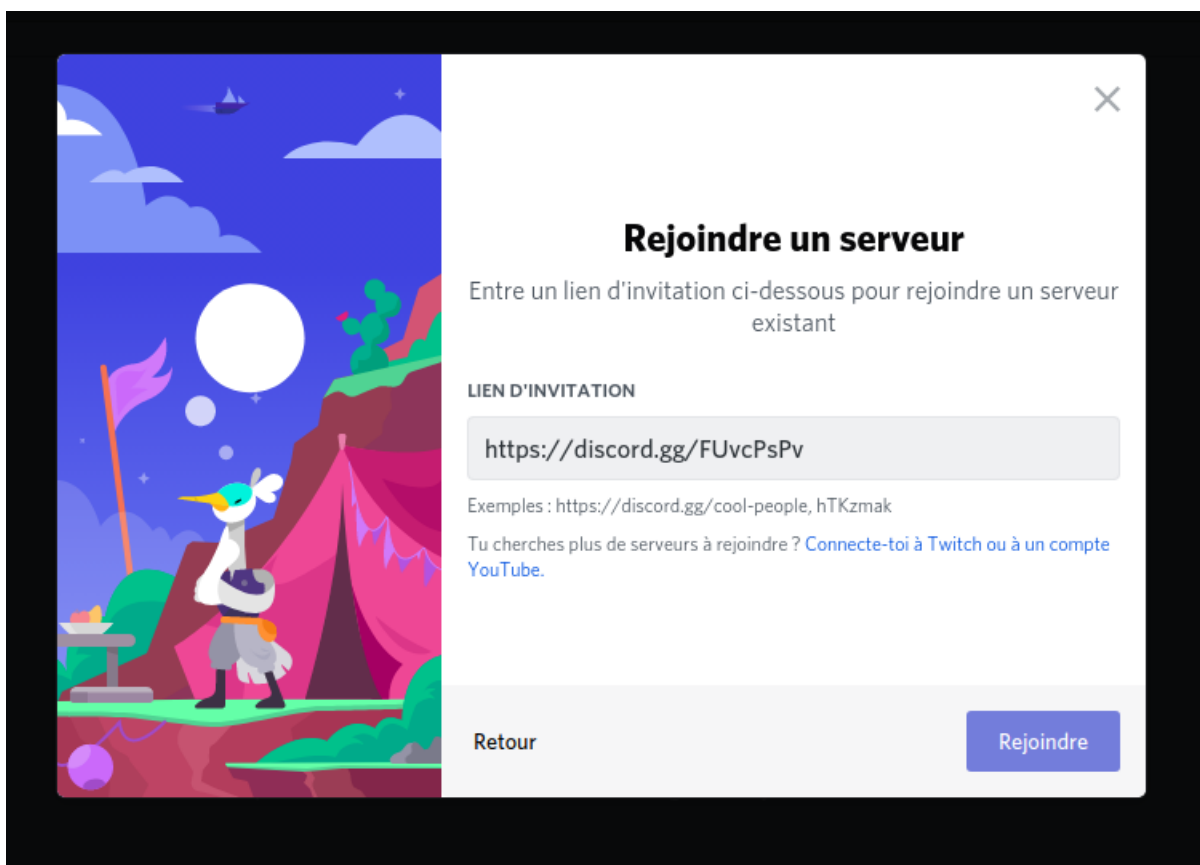 Rejoindre un serveur
Entre un lien d'invitation ci-dessous pour rejoindre un serveur
existant
LIEN D'INVITATION
https://discord.gg/FUvcPsPv
Exemples : https://discord.gg/cool-people, hTKzmak
Tu cherches plus de serveurs à rejoindre ? Connecte-toi à Twitch ou à un compte
YouTube.
Retour
Rejoindre